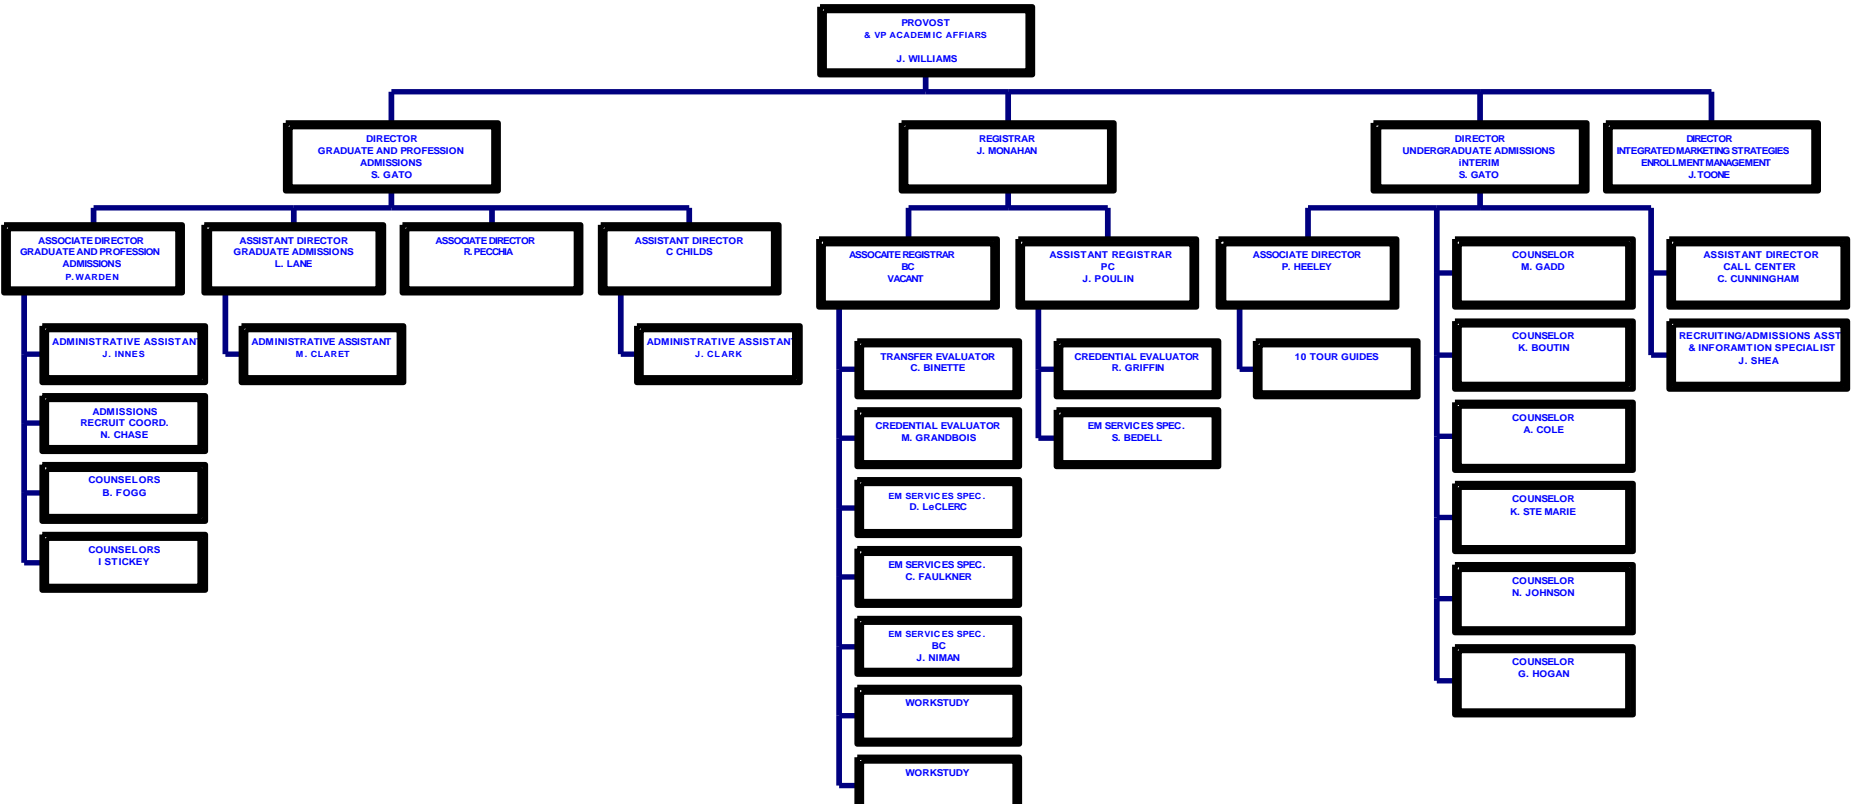 PROVOST
& VP ACADEMIC AFFIARS
J. WILLIAMS
DIRECTOR
GRADUATE AND PROFESSION
ADMISSIONS
S. GATO
REGISTRAR
J. MONAHAN
DIRECTOR
UNDERGRADUATE ADMISSIONS
iNTERIM
S. GATO
DIRECTOR
INTEGRATED MARKETING STRATEGIES
ENROLLMENT MANAGEMENT
J. TOONE
ASSOCIATE DIRECTOR
GRADUATE AND PROFESSION
ADMISSIONS
P. WARDEN
ASSISTANT DIRECTOR
GRADUATE ADMISSIONS
L. LANE
ASSOCIATE DIRECTOR
R. PECCHIA
ASSISTANT DIRECTOR
C CHILDS
ASSOCAITE REGISTRAR
BC
VACANT
ASSISTANT REGISTRAR
PC
J. POULIN
ASSOCIATE DIRECTOR
P. HEELEY
COUNSELOR
M. GADD
ASSISTANT DIRECTOR
CALL CENTER
C. CUNNINGHAM
ADMINISTRATIVE ASSISTAN
J. INNES
ADMINISTRATIVE ASSISTANT
M. CLARET
ADMINISTRATIVE ASSISTAN
J. CLARK
TRANSFER EVALUATOR
C. BINETTE
CREDENTIAL EVALUATOR
R. GRIFFIN
10 TOUR GUIDES
COUNSELOR
K. BOUTIN
RECRUITING/ADMISSIONS ASST
& INFORAMTION SPECIALIST
J. SHEA
ADMISSIONS
RECRUIT COORD.
N. CHASE
CREDENTIAL EVALUATOR
M. GRANDBOIS
EM SERVICES SPEC.
S. BEDELL
COUNSELOR
A. COLE
COUNSELORS
B. FOGG
EM SERVICES SPEC.
D. LeCLERC
COUNSELOR
K. STE MARIE
COUNSELORS
I STICKEY
EM SERVICES SPEC.
C. FAULKNER
COUNSELOR
N. JOHNSON
EM SERVICES SPEC.
BC
J. NIMAN
COUNSELOR
G. HOGAN
WORKSTUDY
WORKSTUDY